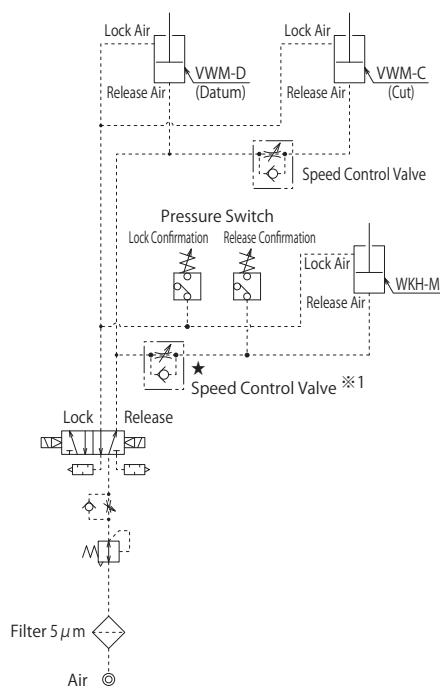 Lock Air
VWM-D
(Datum)
Release Air
Lock Air
VWM-C
(Cut)
Release Air
Speed Control Valve
Pressure Switch
Lock Confirmation
Release Confirmation
Lock Air
WKH-M
Release Air
★
Speed Control Valve ※1
Lock
Release
Filter 5μm
Air